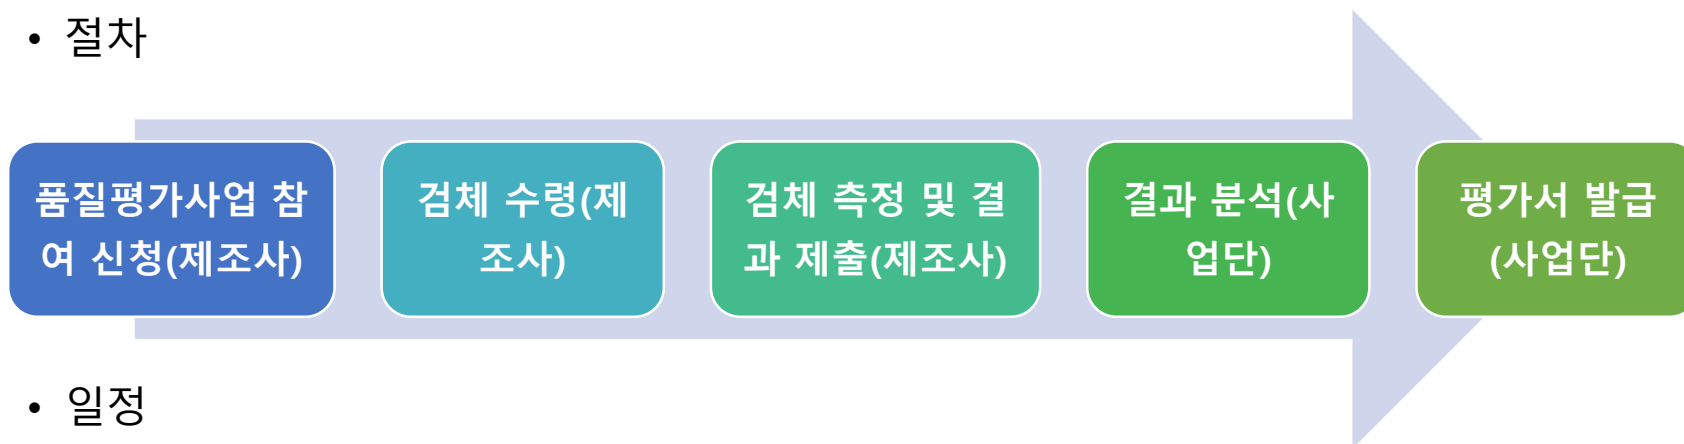 • 절차
품질평가사업 참
여 신청(제조사)
검체 수령(제
조사)
검체 측정 및 결
과 제출(제조사)
결과 분석(사
업단)
평가서 발급
(사업단)
• 일정